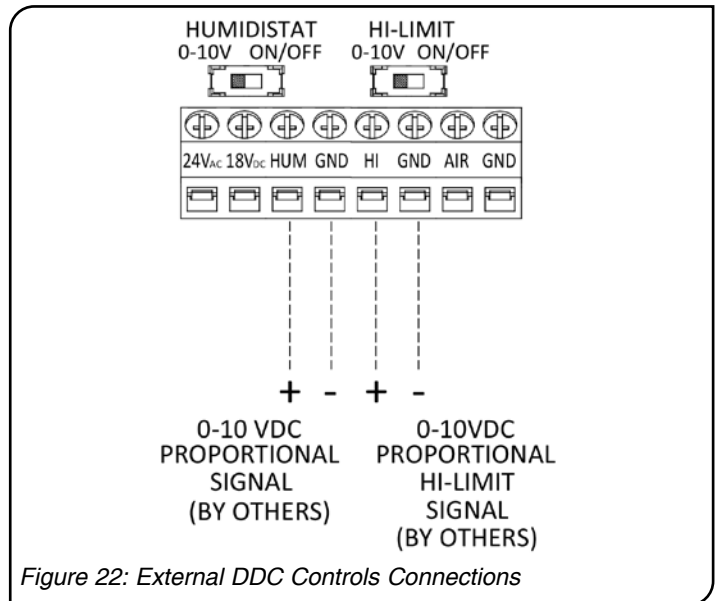 HUMIDISTAT HI-LIMIT
0-10V ON/OFF 0-10V ON/OFF
24VAC 18VDC HUM GND HI GND AIR GND
+ - + -
0-10 VDC
PROPORTIONAL
SIGNAL
(BY OTHERS)
0-10VDC
PROPORTIONAL
HI-LIMIT
SIGNAL
(BY OTHERS)
Figure 22: External DDC Controls Connections